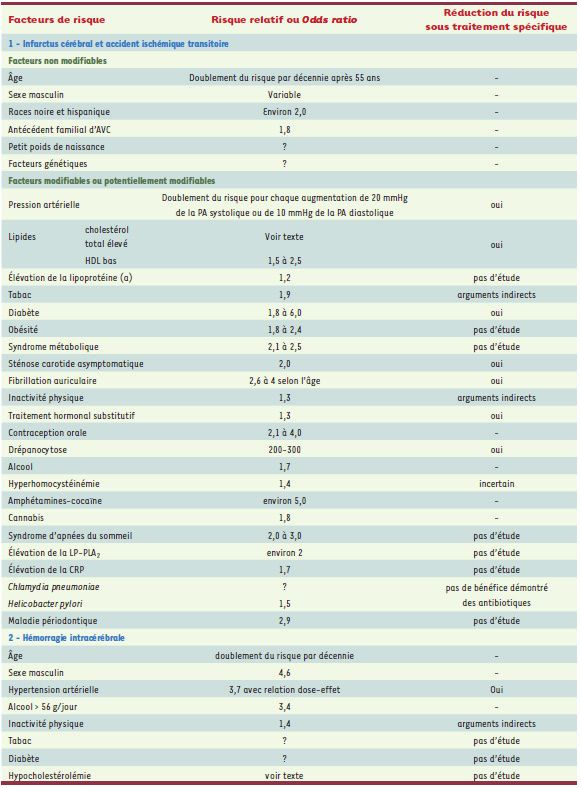 Facteurs de risque Risque relatif ou Odds ratio Réduction du risque sous traitement spécifique
1 - Infarctus cérébral et accident ischémique transitoire
Facteurs non modifiables
Âge Doublement du risque par décennie après 55 ans -
Sexe masculin Variable -
Races noire et hispanique Environ 2,0 -
Antécédent familial d'AVC 1,8 -
Petit poids de naissance ? -
Facteurs génétiques ? -
Facteurs modifiables ou potentiellement modifiables
Pression artérielle Doublement du risque pour chaque augmentation de 20 mmHg de la PA systolique ou de 10 mmHg de la PA diastolique oui
Lipides cholestérol total élevé Voir texte oui
HDL bas 1,5 à 2,5
Élévation de la lipoprotéine (a) 1,2 pas d'étude
Tabac 1,9 arguments indirects
Diabète 1,8 à 6,0 oui
Obésité 1,8 à 2,4 pas d'étude
Syndrome métabolique 2,1 à 2,5 pas d'étude
Sténose carotide asymptomatique 2,0 oui
Fibrillation auriculaire 2,6 à 4 selon l'âge oui
Inactivité physique 1,3 arguments indirects
Traitement hormonal substitutif 1,3 oui
Contraception orale 2,1 à 4,0 -
Drépanocytose 200-300 oui
Alcool 1,7 -
Hyperhomocystéinémie 1,4 incertain
Amphétamines-cocaïne environ 5,0 -
Cannabis 1,8 -
Syndrome d'apnées du sommeil 2,0 à 3,0 pas d'étude
Élévation de la LP-PLA₂ environ 2 pas d'étude
Élévation de la CRP 1,7 pas d'étude
Chlamydia pneumoniae ? pas de bénéfice démontré
Helicobacter pylori 1,5 des antibiotiques
Maladie périodontique 2,9 pas d'étude
2 - Hémorragie intracérébrale
Âge doublement du risque par décennie -
Sexe masculin 4,6 -
Hypertension artérielle 3,7 avec relation dose-effet Oui
Alcool > 56 g/jour 3,4 -
Inactivité physique 1,4 arguments indirects
Tabac ? pas d'étude
Diabète ? pas d'étude
Hypocholestérolémie voir texte pas d'étude